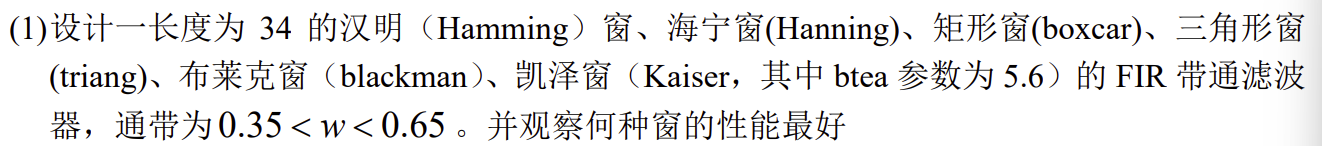 (1)设计一长度为 34 的汉明（Hamming）窗、海宁窗(Hanning)、矩形窗(boxcar)、三角形窗
(triang)、布莱克窗（blackman）、凯泽窗（Kaiser，其中 btea 参数为 5.6）的 FIR 带通滤波
器，通带为0.35 < w < 0.65 。并观察何种窗的性能最好